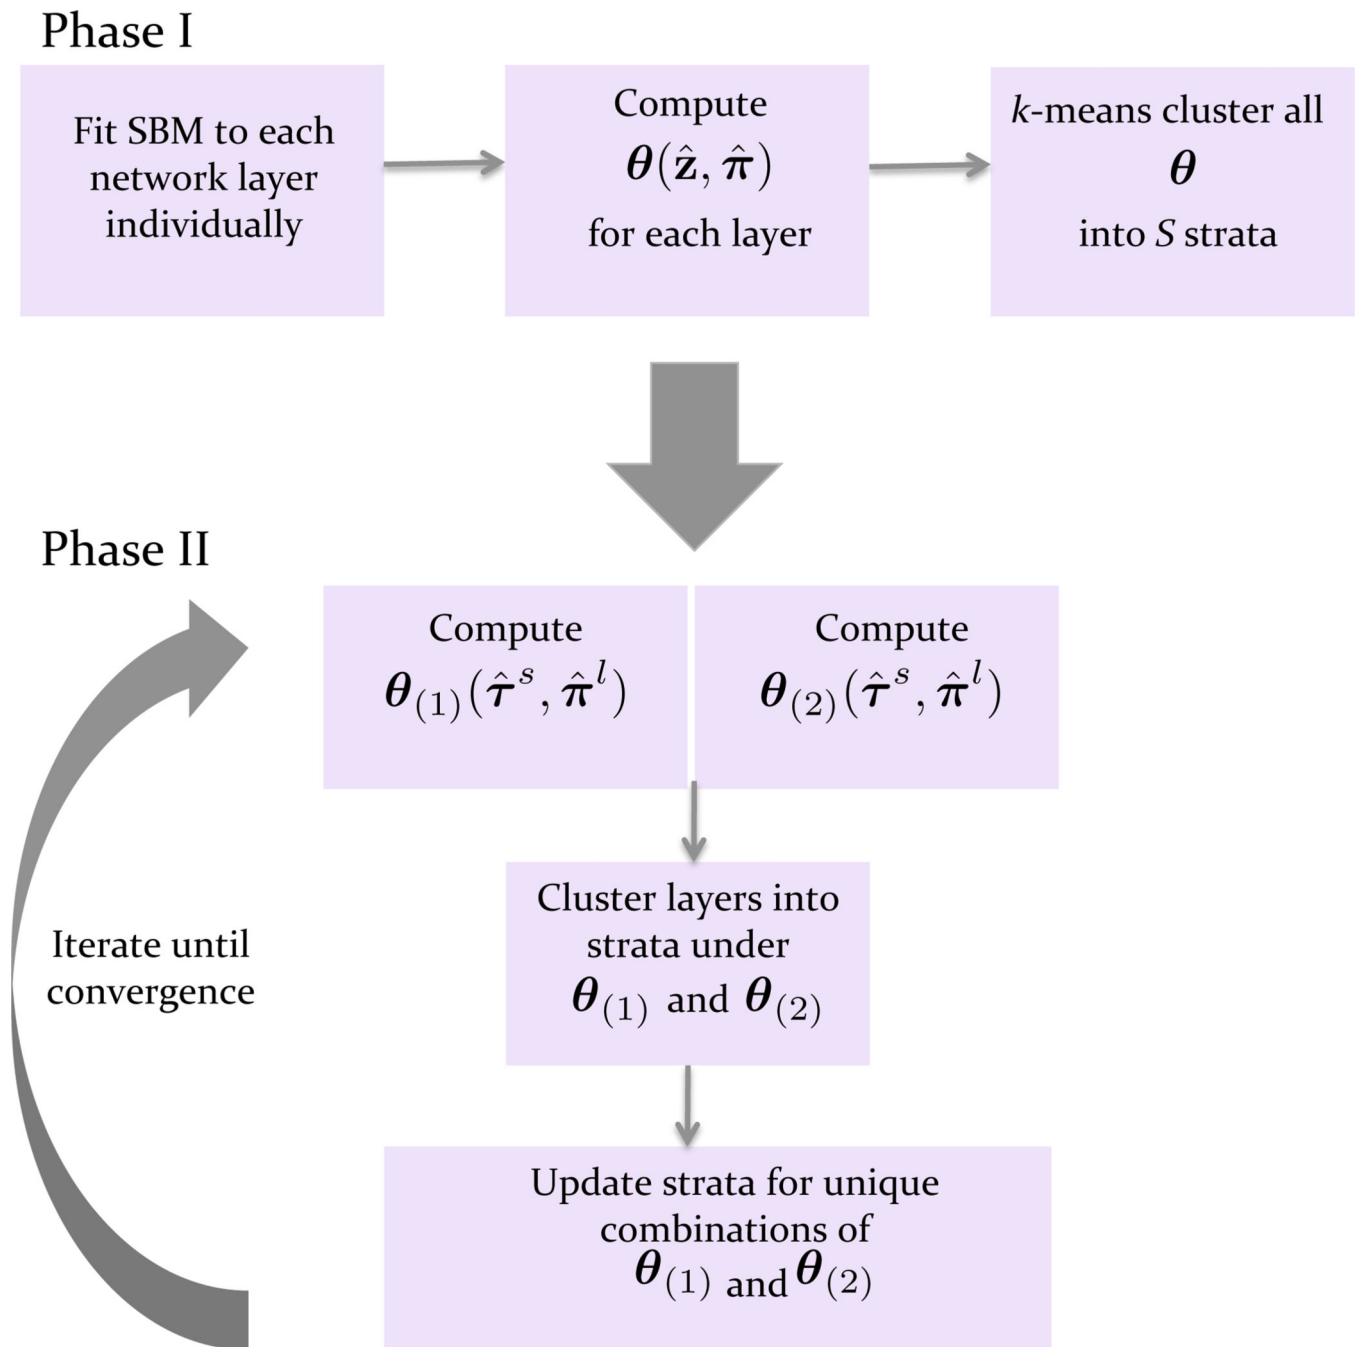 Phase I
Fit SBM to each
network layer
individually
Compute
θ(ẑ, π̂)
for each layer
k-means cluster all
θ
into S strata
Phase II
Compute
θ₍₁₎(τ̂ˢ, π̂ˡ)
Compute
θ₍₂₎(τ̂ˢ, π̂ˡ)
Cluster layers into
strata under
θ₍₁₎ and θ₍₂₎
Iterate until
convergence
Update strata for unique
combinations of
θ₍₁₎ and θ₍₂₎